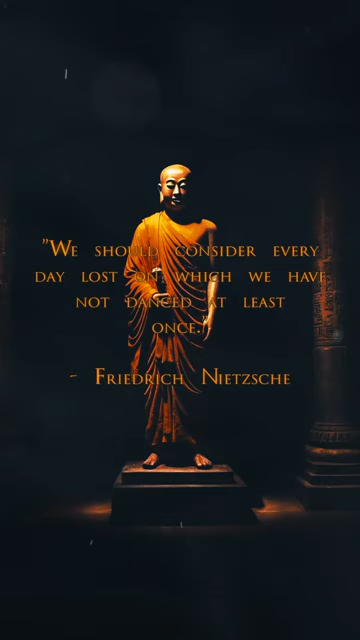 "We should consider every
day lost on which we have
not danced at least
once."
- Friedrich Nietzsche